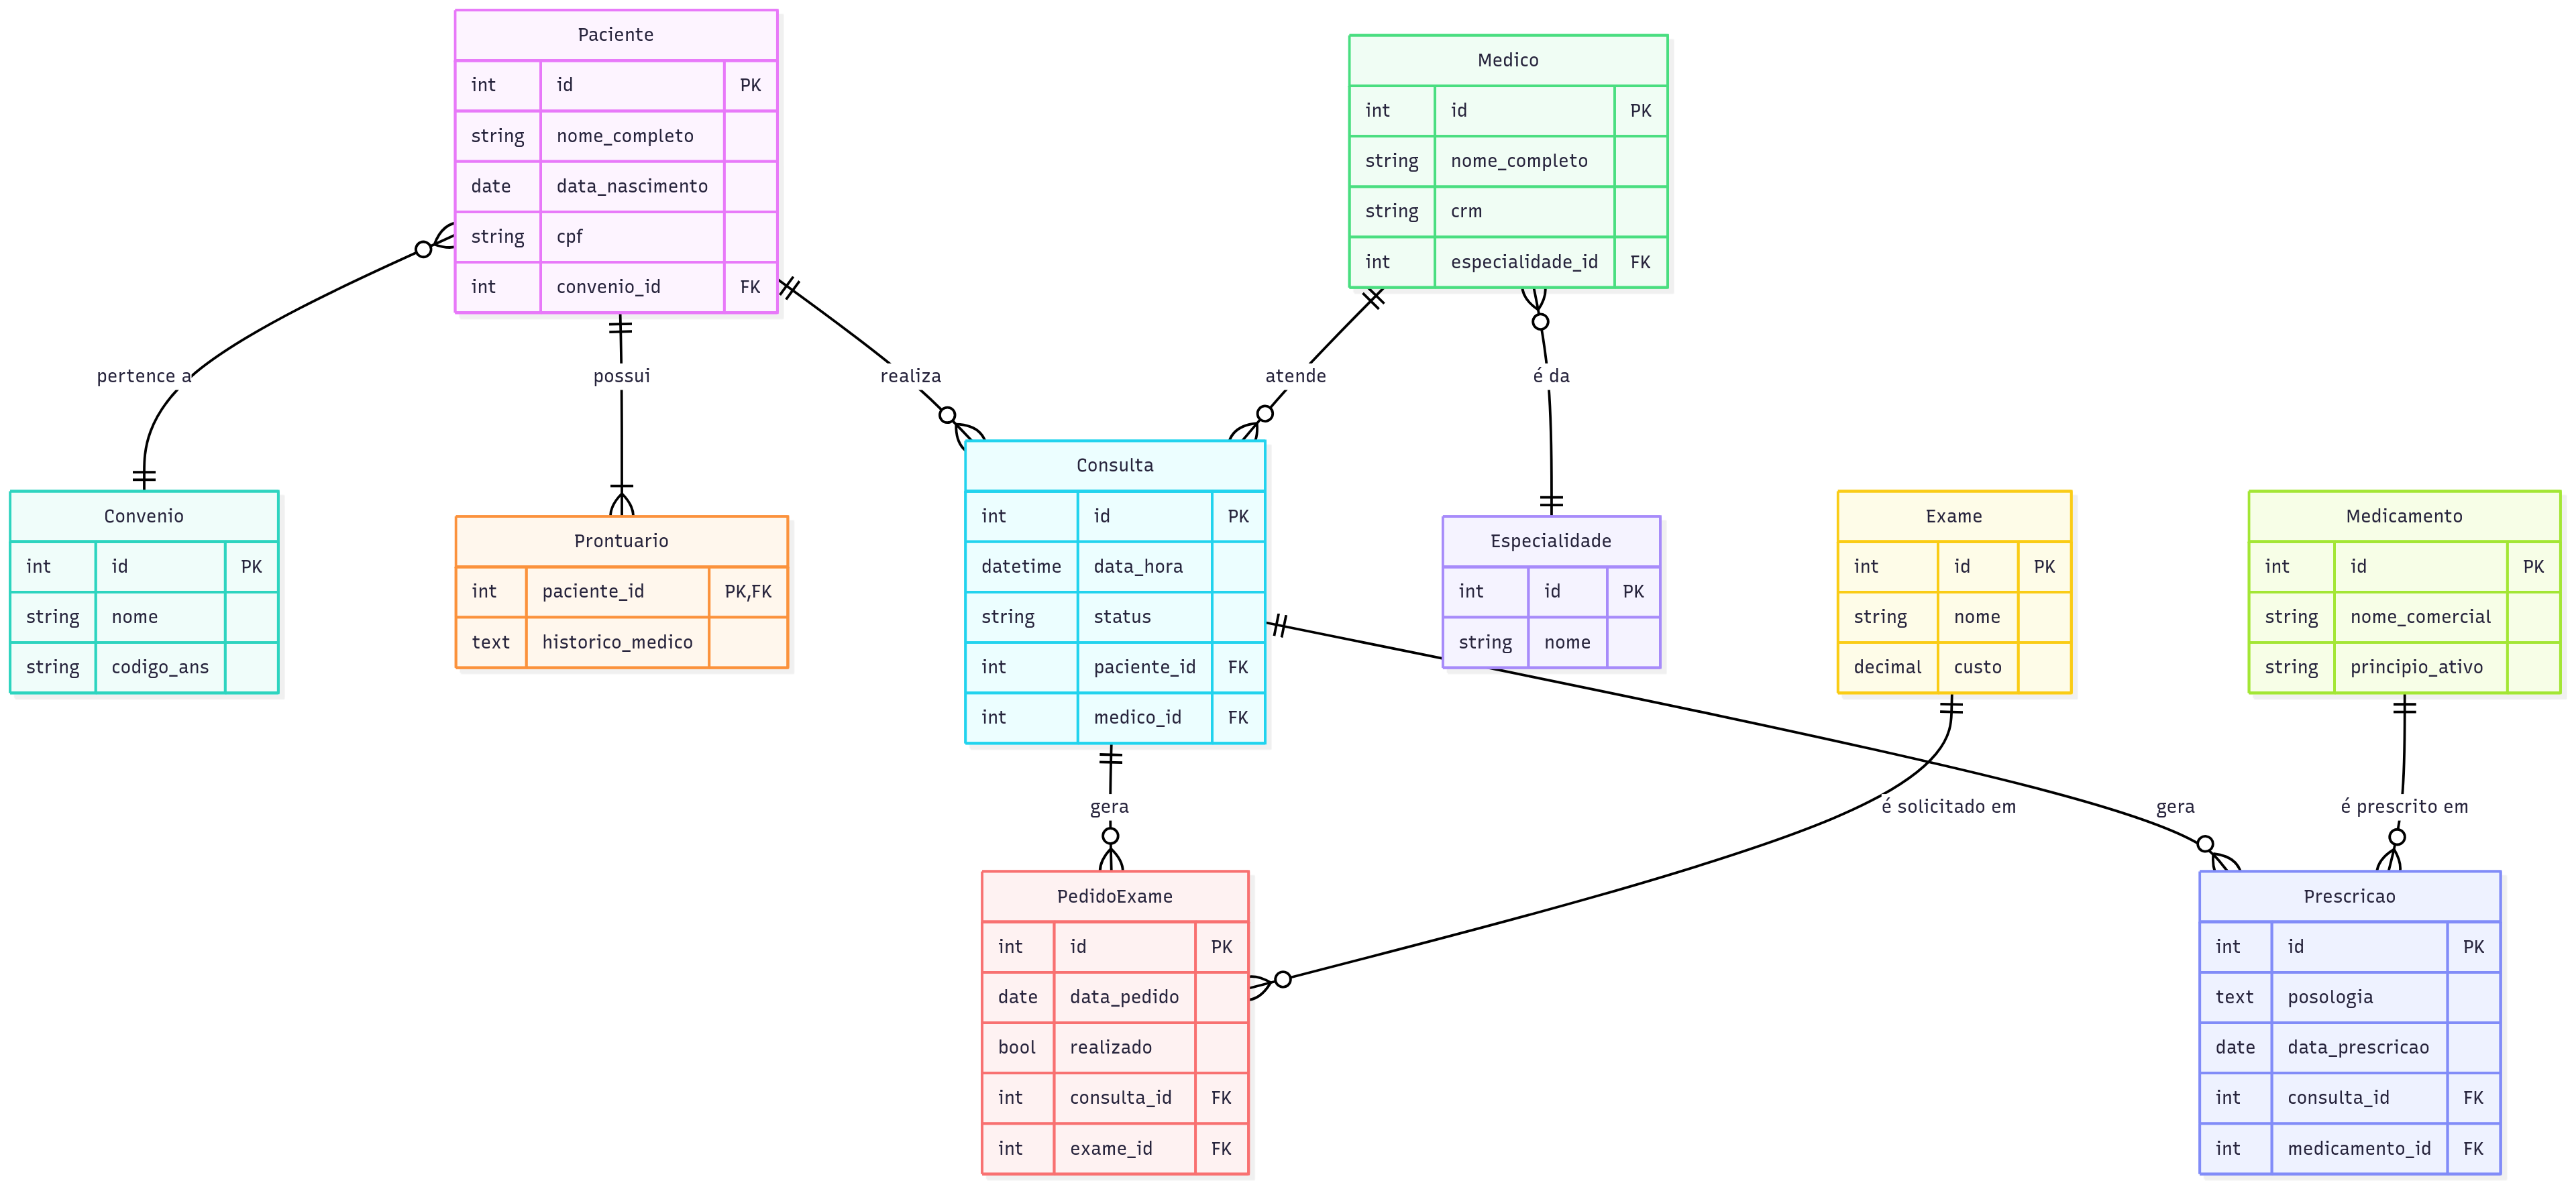 Paciente
int id PK
string nome_completo
date data_nascimento
string cpf
int convenio_id FK
Medico
int id PK
string nome_completo
string crm
int especialidade_id FK
pertence a
possui
realiza
atende
é da
Convenio
int id PK
string nome
string codigo_ans
Prontuario
int paciente_id PK,FK
text historico_medico
Consulta
int id PK
datetime data_hora
string status
int paciente_id FK
int medico_id FK
Especialidade
int id PK
string nome
Exame
int id PK
string nome
decimal custo
Medicamento
int id PK
string nome_comercial
string principio_ativo
gera
é solicitado em
gera
é prescrito em
PedidoExame
int id PK
date data_pedido
bool realizado
int consulta_id FK
int exame_id FK
Prescricao
int id PK
text posologia
date data_prescricao
int consulta_id FK
int medicamento_id FK